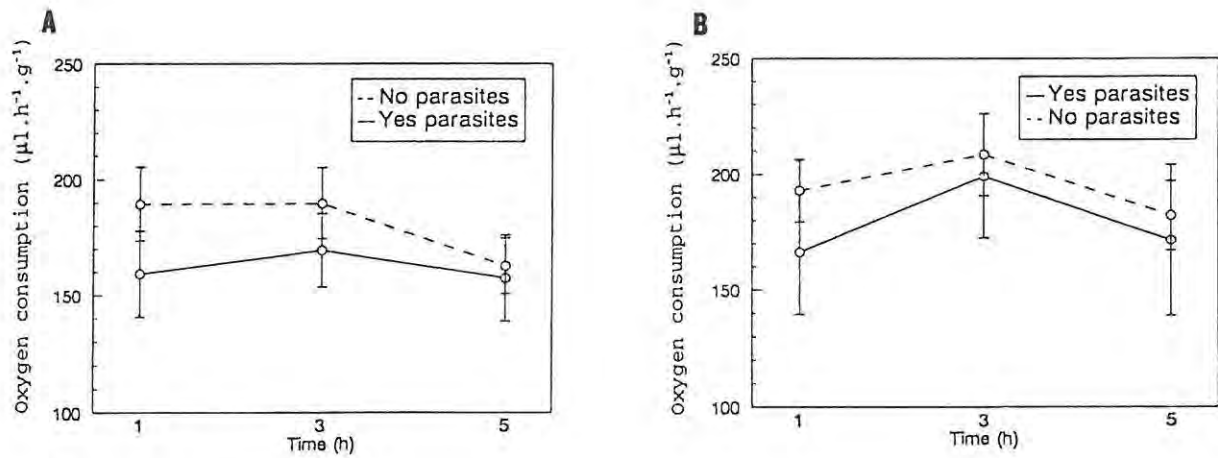 A
Oxygen consumption (µl.h⁻¹.g⁻¹)
250
200
150
100
No parasites
Yes parasites
1
3
5
Time (h)
B
Oxygen consumption (µl.h⁻¹.g⁻¹)
250
200
150
100
Yes parasites
No parasites
1
3
5
Time (h)